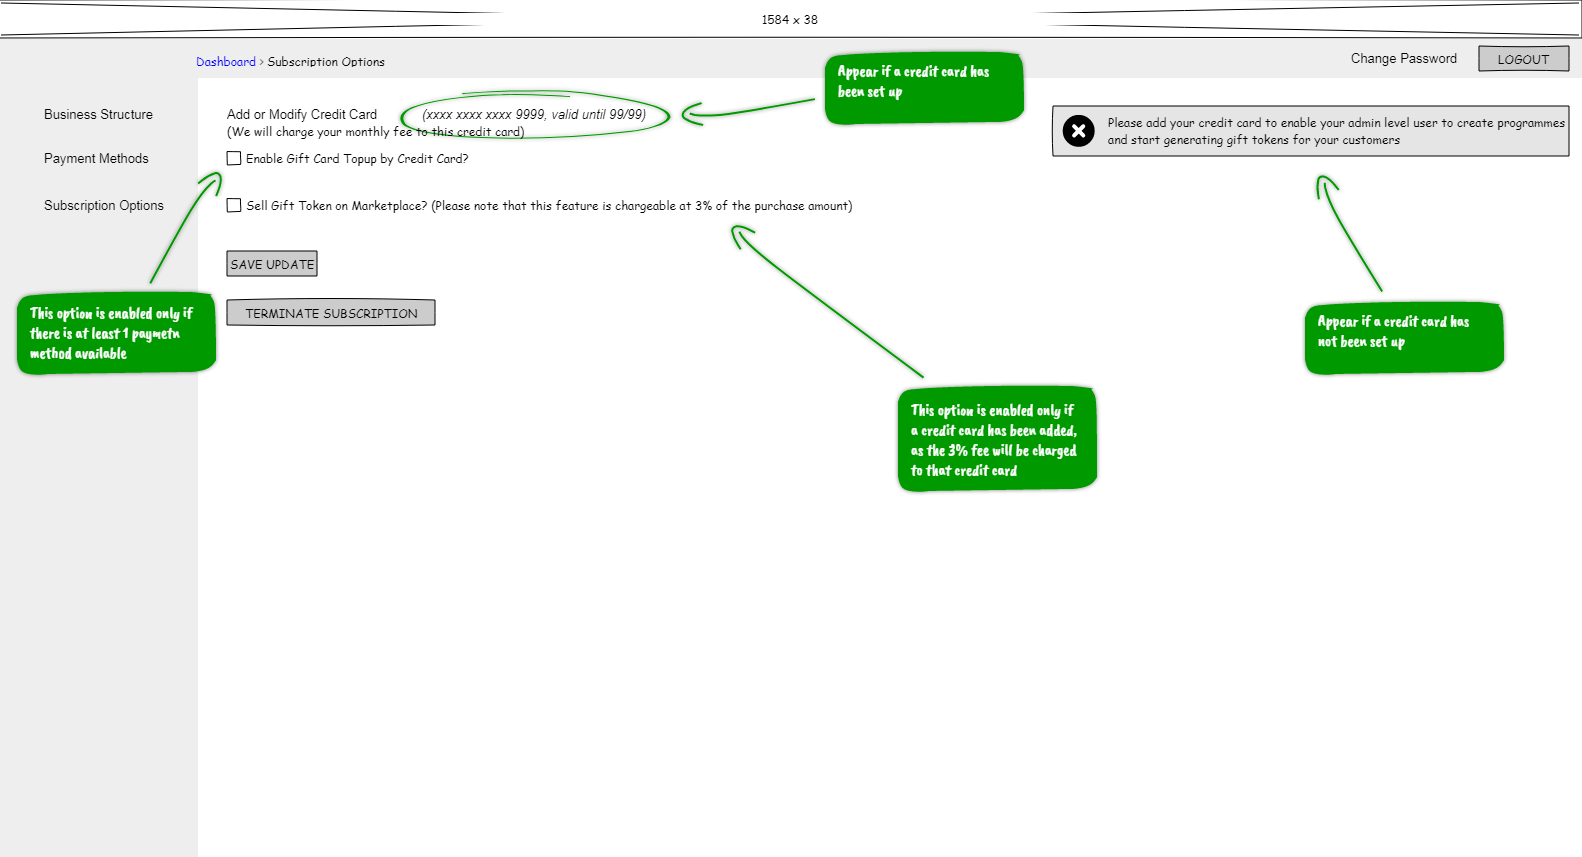 1584 x 38
Dashboard > Subscription Options
Change Password
LOGOUT
Appear if a credit card has
been set up
Business Structure
Payment Methods
Subscription Options
Add or Modify Credit Card
(xxxx xxxx xxxx 9999, valid until 99/99)
(We will charge your monthly fee to this credit card)
Enable Gift Card Topup by Credit Card?
Sell Gift Token on Marketplace? (Please note that this feature is chargeable at 3% of the purchase amount)
SAVE UPDATE
TERMINATE SUBSCRIPTION
Please add your credit card to enable your admin level user to create programmes
and start generating gift tokens for your customers
This option is enabled only if
there is at least 1 paymetn
method available
Appear if a credit card has
not been set up
This option is enabled only if
a credit card has been added,
as the 3% fee will be charged
to that credit card